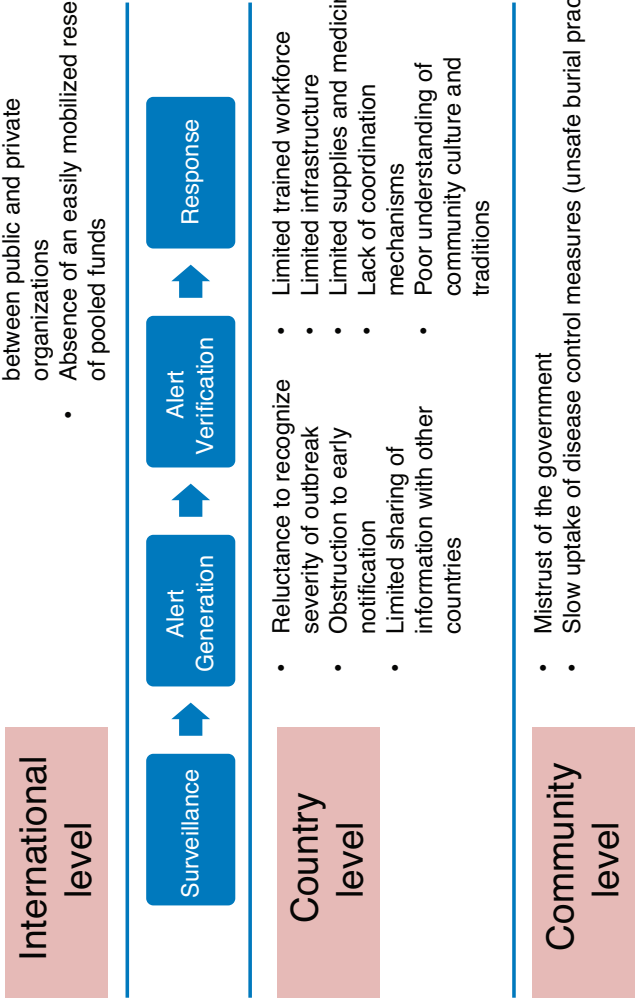 International
level
between public and private
organizations
• Absence of an easily mobilized
of pooled funds
Surveillance
Alert
Generation
Alert
Verification
Response
Country
level
• Reluctance to recognize
severity of outbreak
• Obstruction to early
notification
• Limited sharing of
information with other
countries
• Limited trained workforce
• Limited infrastructure
• Limited supplies and
• Lack of coordination
mechanisms
• Poor understanding of
community culture and
traditions
Community
level
• Mistrust of the government
• Slow uptake of disease control measures (unsafe burial